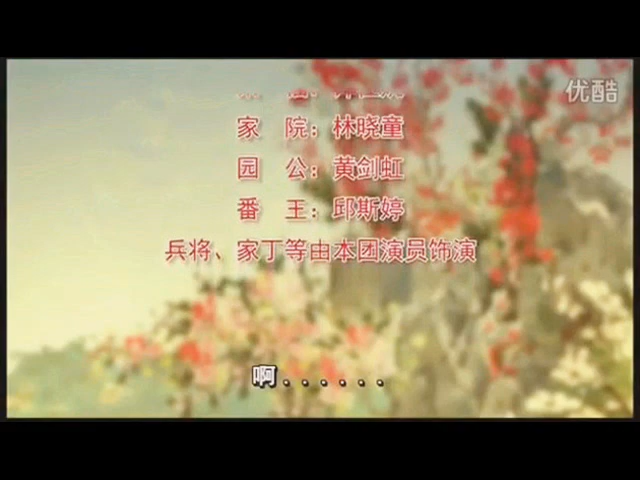 优酷
家 院：林晓童
园 公：黄剑虹
番 王：邱斯婷
兵将、家丁等由本团演员饰演
啊......